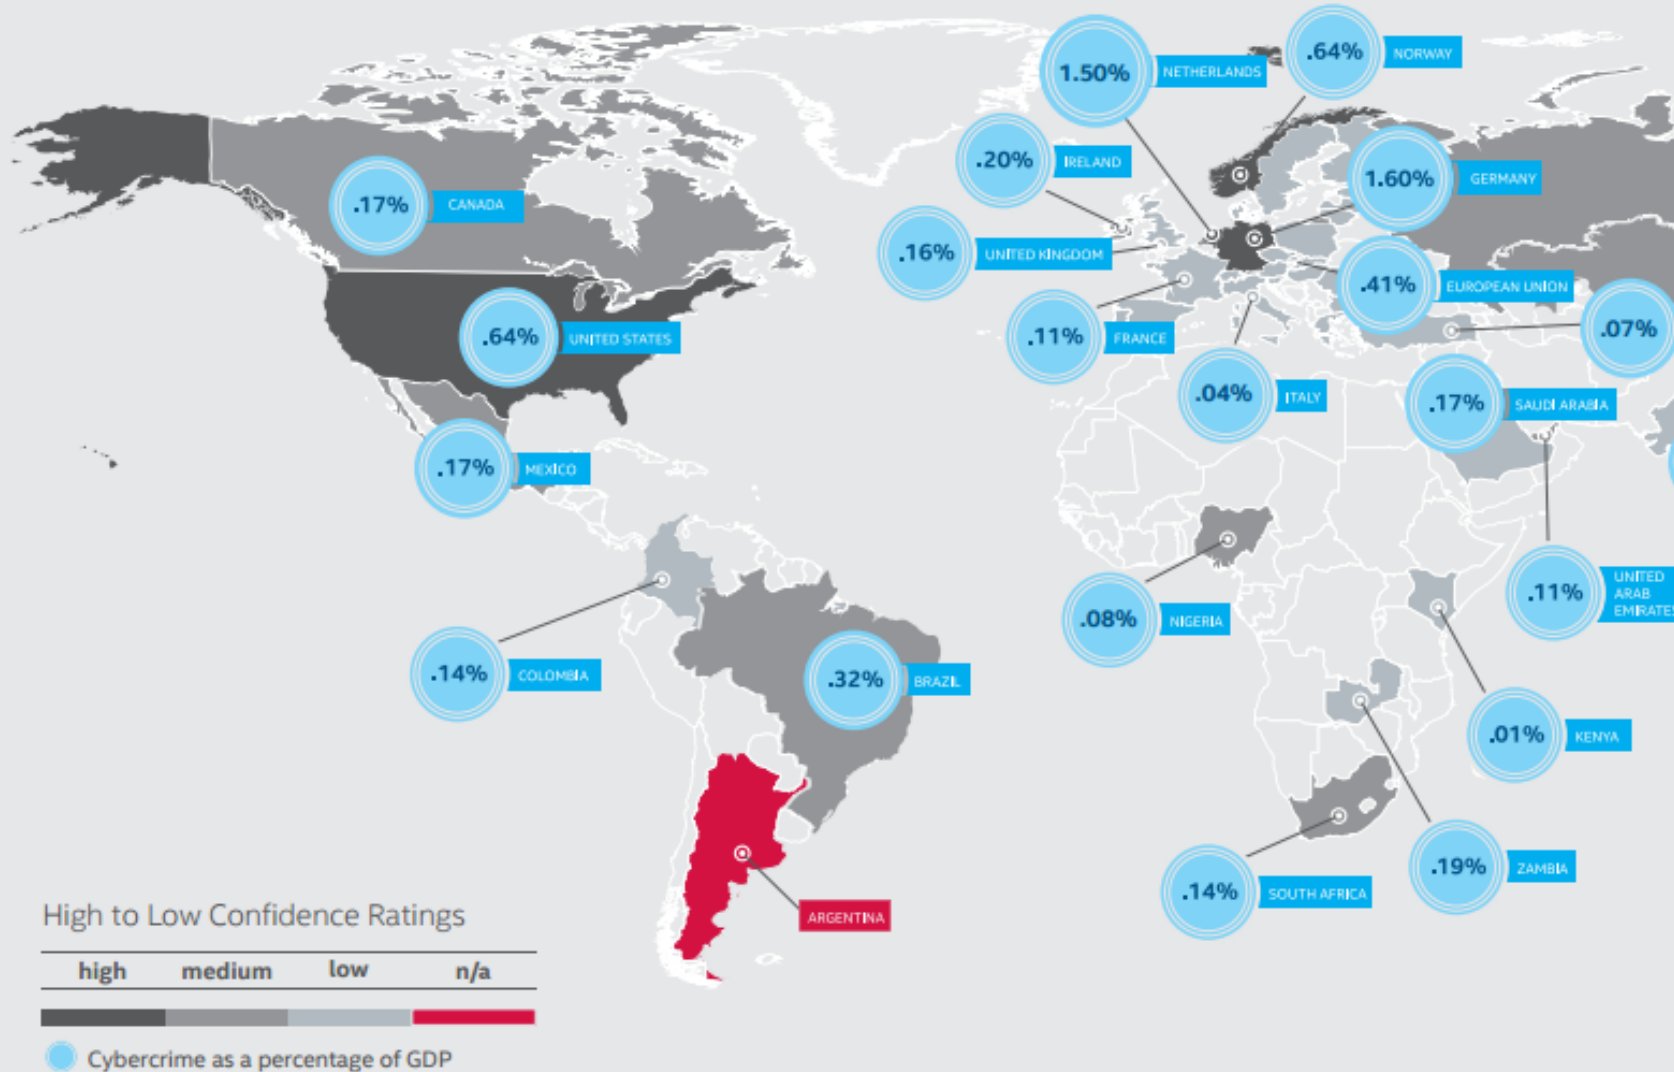 .64%
NORWAY
1.50%
NETHERLANDS
.20%
IRELAND
1.60%
GERMANY
.17%
CANADA
.16%
UNITED KINGDOM
.41%
EUROPEAN UNION
.07%
.64%
UNITED STATES
.11%
FRANCE
.04%
ITALY
.17%
SAUDI ARABIA
.17%
MEXICO
.11%
UNITED
ARAB
EMIRATES
.08%
NIGERIA
.14%
COLOMBIA
.32%
BRAZIL
.01%
KENYA
.19%
ZAMBIA
.14%
SOUTH AFRICA
ARGENTINA
High to Low Confidence Ratings
high medium low n/a
Cybercrime as a percentage of GDP